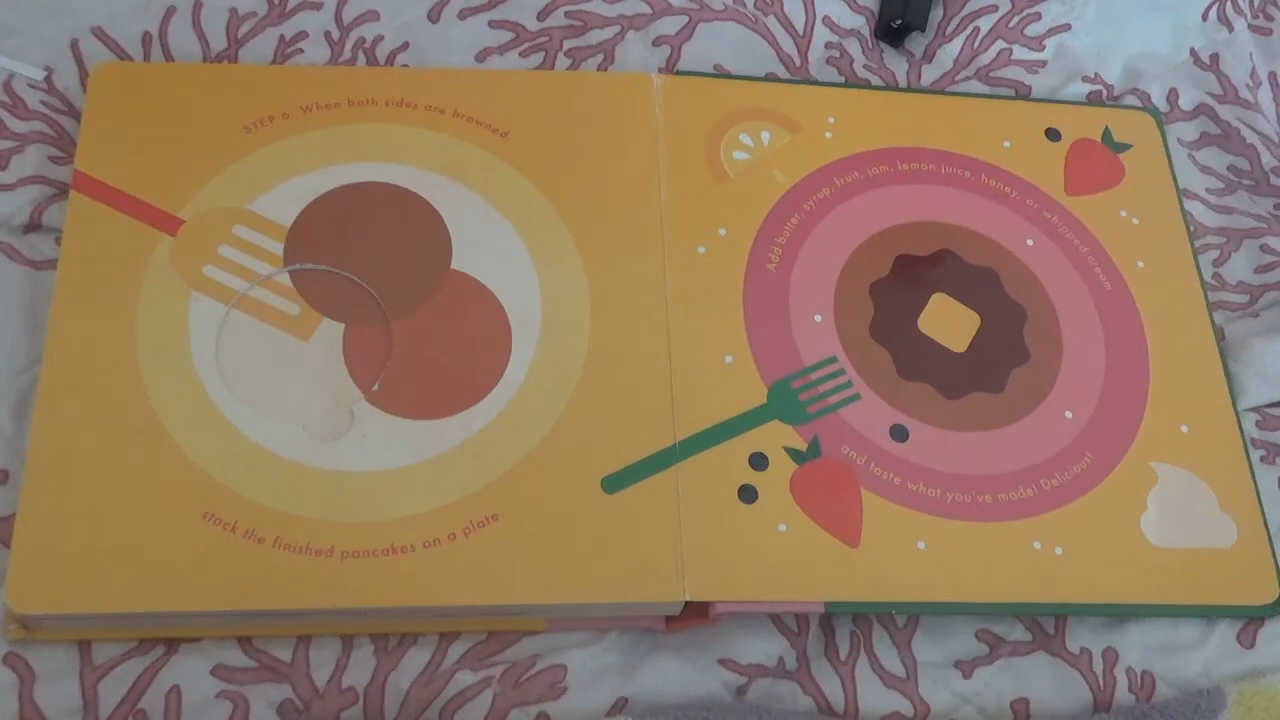 STEP 6. When both sides are browned,
stack the finished pancakes on a plate.
Add butter, syrup, fruit, jam, lemon juice, honey, or whipped cream
and taste what you've made! Delicious!